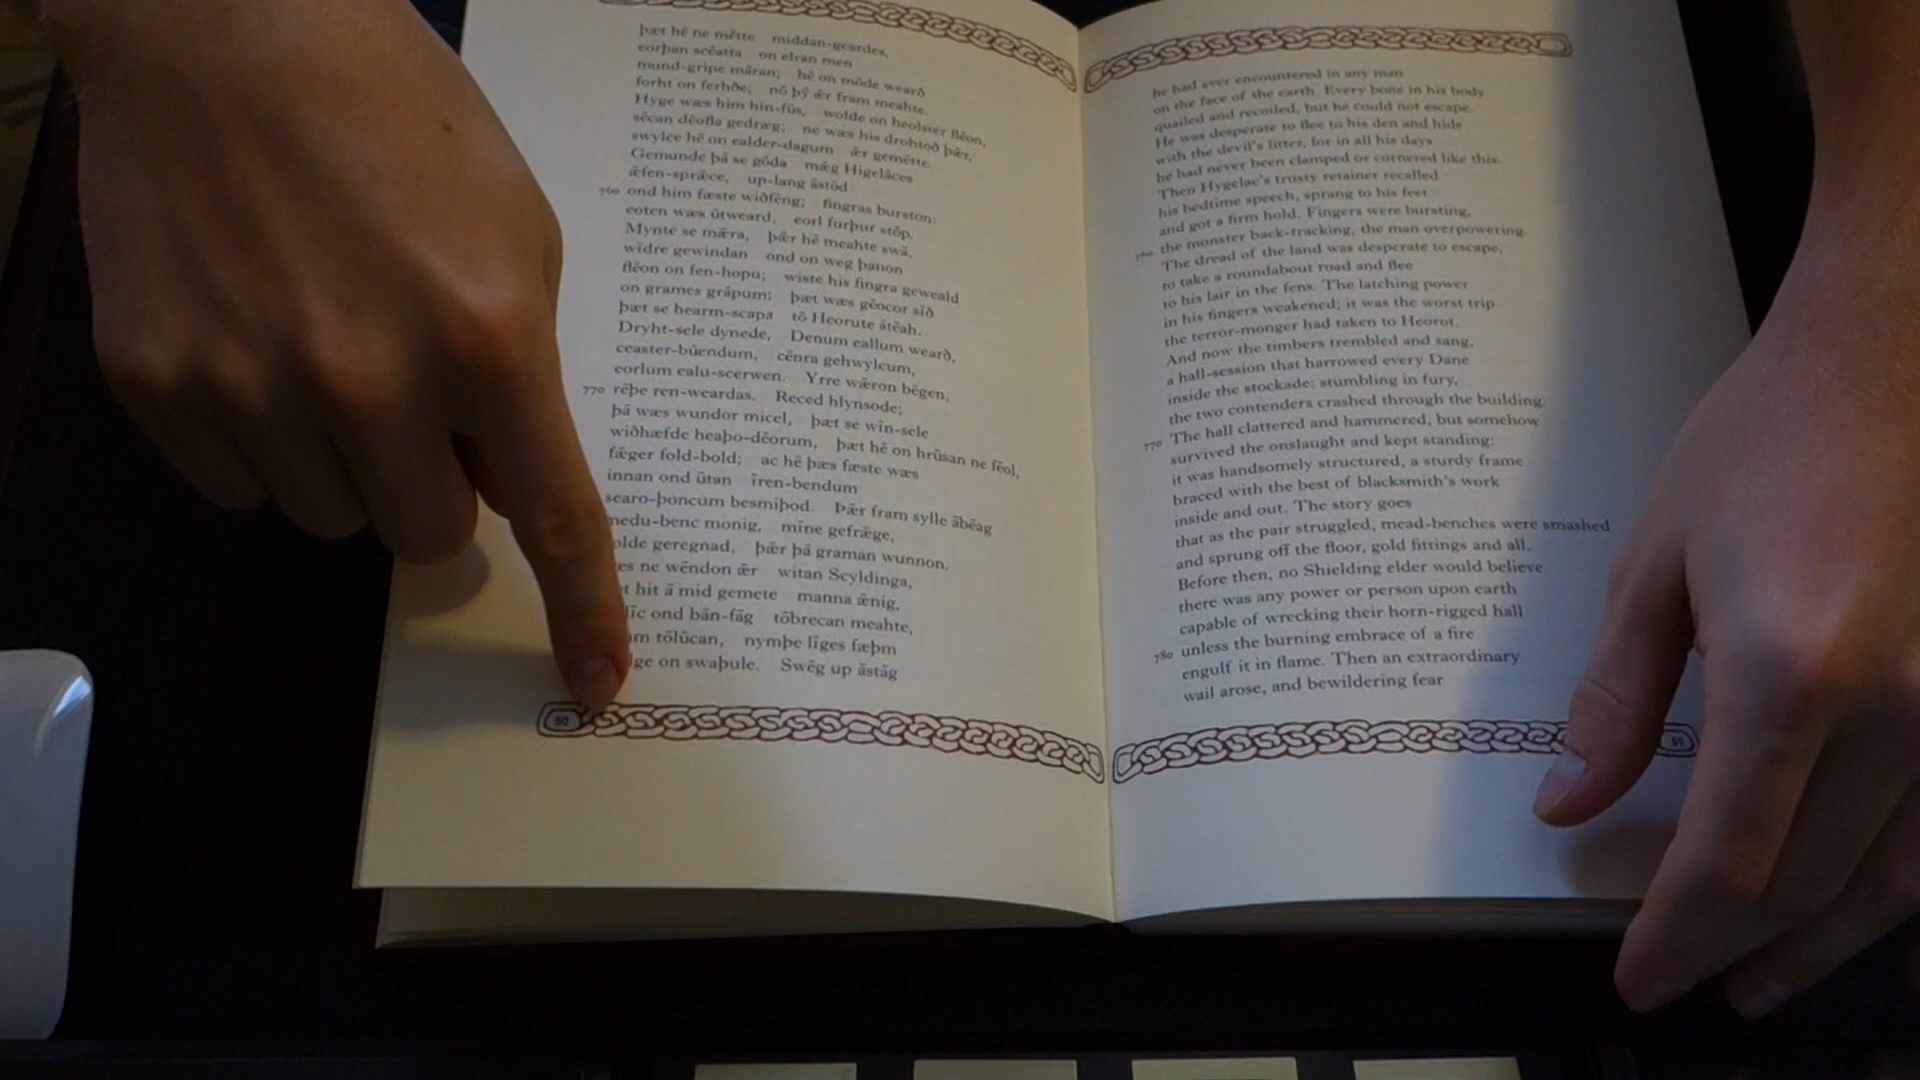 þæt hē ne mētte middan-geardes,
eorþan scēatta on elran men
mund-gripe māran; hē on mōde wearð
forht on ferhðe; nō þȳ ǣr fram meahte.
Hyge wæs him hin-fūs, wolde on heolster flēon,
sēcan dēofla gedræg; ne wæs his drohtoð þǣr,
swylce hē on ealder-dagum ǣr gemētte.
Gemunde þā se gōda mǣg Higelāces
ǣfen-sprǣce, up-lang āstōd
760 ond him fæste wiðfēng; fingras burston;
eoten wæs ūtweard, eorl furþur stōp.
Mynte se mǣra, þǣr hē meahte swā,
wīdre gewindan ond on weg þanon
flēon on fen-hopu; wiste his fingra geweald
on grames grāpum; þæt wæs gēocor sīð
þæt se hearm-scaþa tō Heorute ātēah.
Dryht-sele dynede, Denum eallum wearð,
ceaster-būendum, cēnra gehwylcum,
eorlum ealu-scerwen. Yrre wǣron bēgen,
770 rēþe ren-weardas. Reced hlynsode;
þā wæs wundor micel, þæt se wīn-sele
wiðhæfde heaþo-dēorum, þæt hē on hrūsan ne fēol,
fǣger fold-bold; ac hē þæs fæste wæs
innan ond ūtan īren-bendum
searo-þoncum besmiþod. Þǣr fram sylle ābēag
medu-benc monig, mīne gefrǣge,
olde geregnad, þǣr þā graman wunnon.
es ne wēndon ǣr witan Scyldinga,
t hit ā mid gemete manna ǣnig,
līc ond bān-fāg tōbrecan meahte,
um tōlūcan, nymþe līges fæþm
lge on swaþule. Swēg up āstāg
50
he had ever encountered in any man
on the face of the earth. Every bone in his body
quailed and recoiled, but he could not escape.
He was desperate to flee to his den and hide
with the devil's litter, for in all his days
he had never been clamped or cornered like this.
Then Hygelac's trusty retainer recalled
his bedtime speech, sprang to his feet
and got a firm hold. Fingers were bursting,
760 the monster back-tracking, the man overpowering.
The dread of the land was desperate to escape,
to take a roundabout road and flee
to his lair in the fens. The latching power
in his fingers weakened; it was the worst trip
the terror-monger had taken to Heorot.
And now the timbers trembled and sang,
a hall-session that harrowed every Dane
inside the stockade: stumbling in fury,
the two contenders crashed through the building.
770 The hall clattered and hammered, but somehow
survived the onslaught and kept standing:
it was handsomely structured, a sturdy frame
braced with the best of blacksmith's work
inside and out. The story goes
that as the pair struggled, mead-benches were smashed
and sprung off the floor, gold fittings and all.
Before then, no Shielding elder would believe
there was any power or person upon earth
capable of wrecking their horn-rigged hall
780 unless the burning embrace of a fire
engulf it in flame. Then an extraordinary
wail arose, and bewildering fear
51